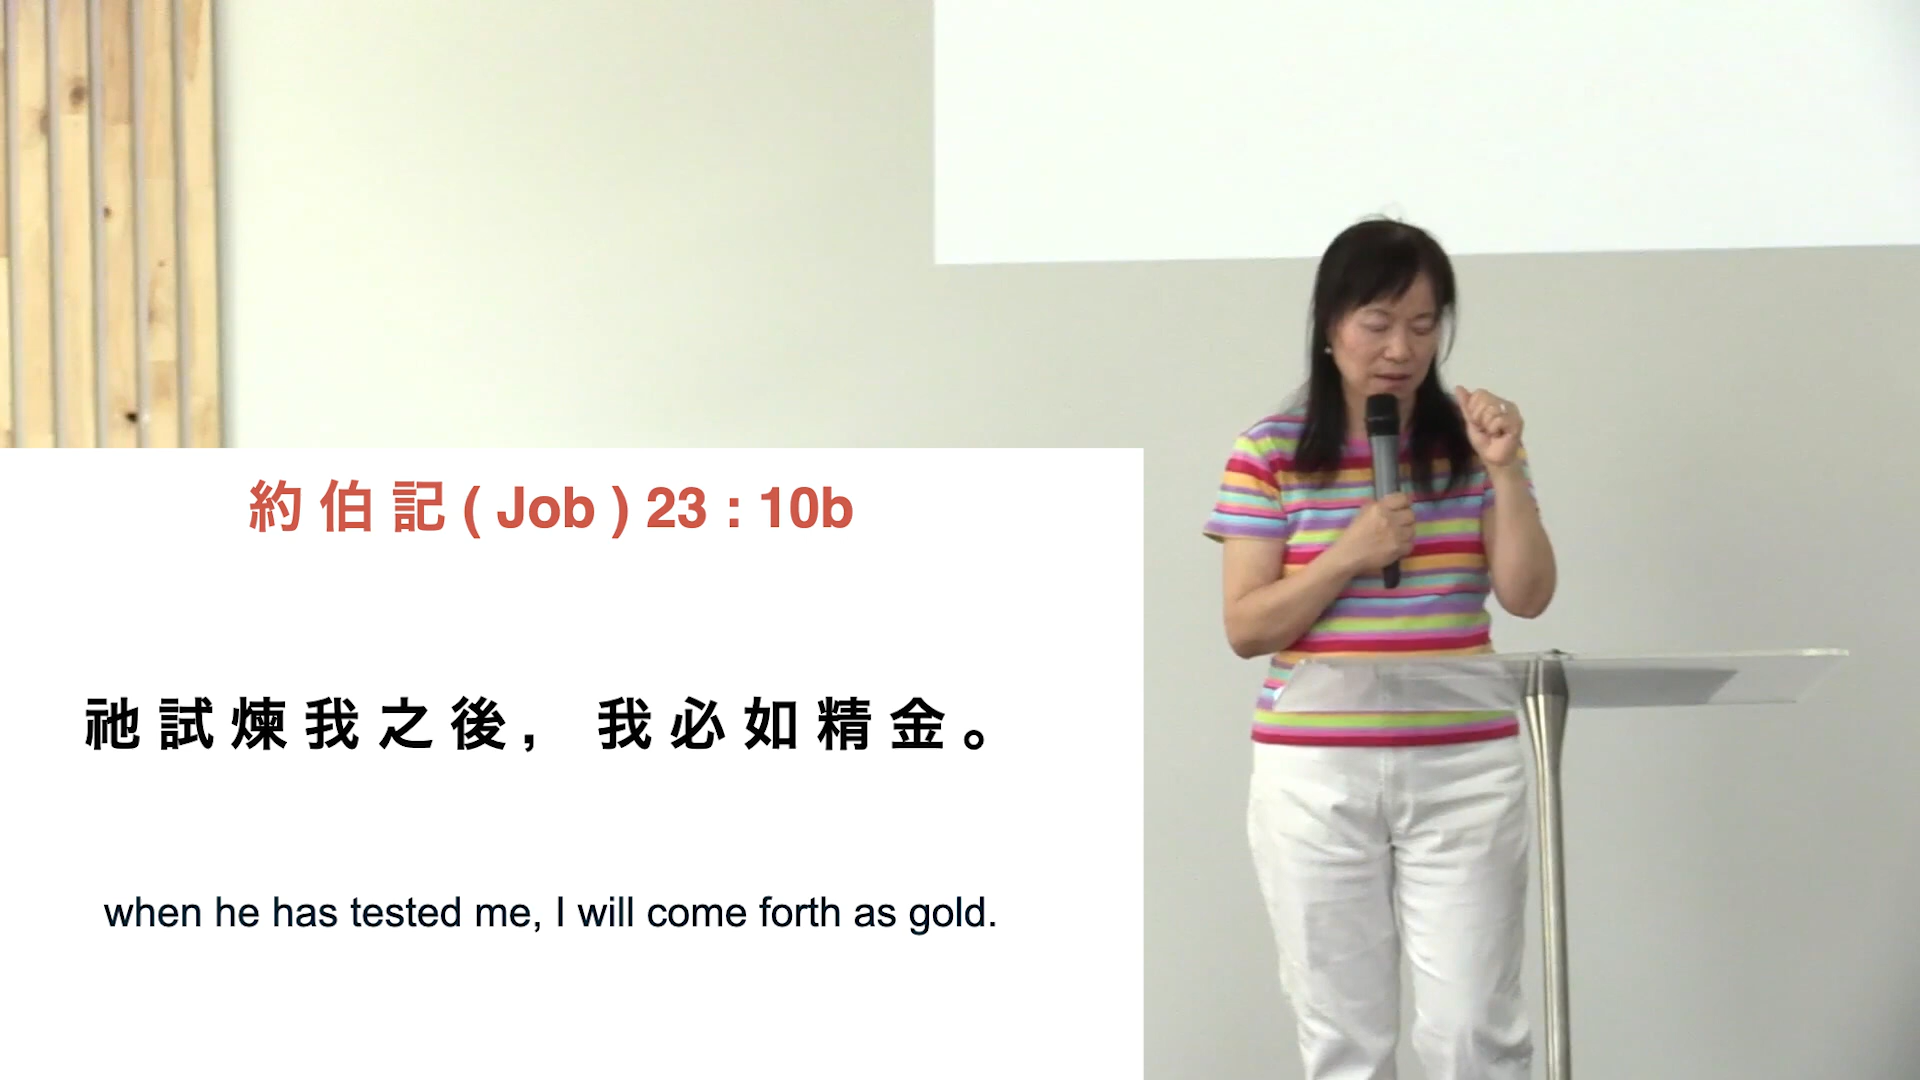 約伯記 ( Job ) 23 : 10b
祂試煉我之後, 我必如精金。
when he has tested me, I will come forth as gold.